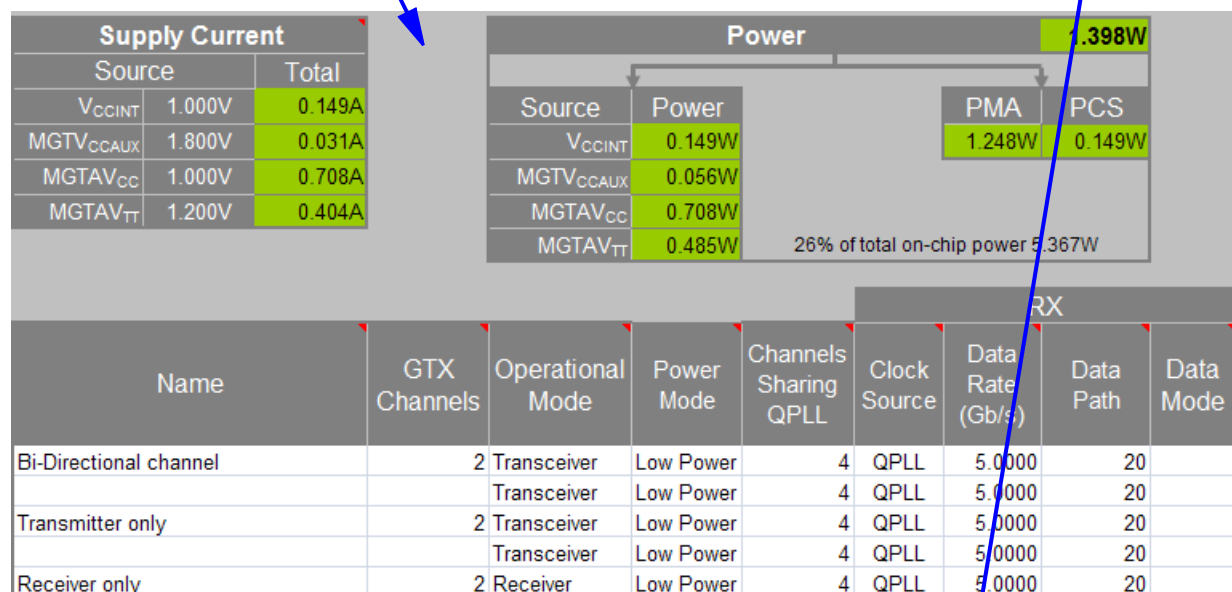 Supply Current
Source Total
VCCINT 1.000V 0.149A
MGTVCCAUX 1.800V 0.031A
MGTAVCC 1.000V 0.708A
MGTAVTT 1.200V 0.404A
Power 1.398W
Source Power PMA PCS
VCCINT 0.149W 1.248W 0.149W
MGTVCCAUX 0.056W
MGTAVCC 0.708W
MGTAVTT 0.485W 26% of total on-chip power 5.367W
RX
Name GTX Channels Operational Mode Power Mode Channels Sharing QPLL Clock Source Data Rate (Gb/s) Data Path Data Mode
Bi-Directional channel 2 Transceiver Low Power 4 QPLL 5.0000 20
Transceiver Low Power 4 QPLL 5.0000 20
Transmitter only 2 Transceiver Low Power 4 QPLL 5.0000 20
Transceiver Low Power 4 QPLL 5.0000 20
Receiver only 2 Receiver Low Power 4 QPLL 5.0000 20